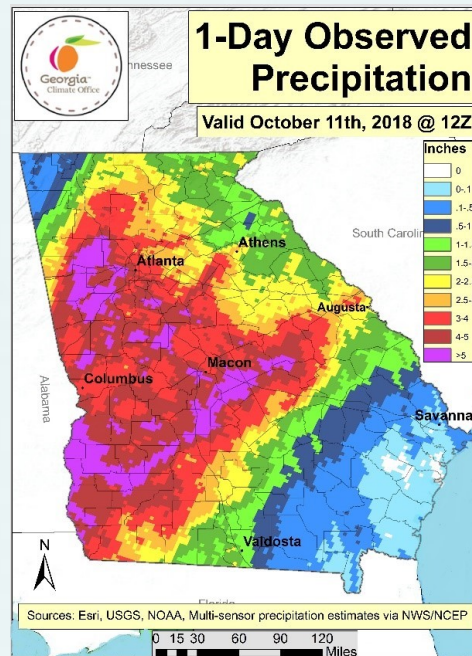 Georgia
Climate Office
1-Day Observed
Precipitation
nnessee
Valid October 11th, 2018 @ 12Z
Inches
0
0-.1
.1-.5
.5-1
1-1.
1.5-
2-2.
2.5-
3-4
4-5
>5
South Carolin
Athens
Atlanta
Augusta
Macon
Columbus
Alabama
Savanna
Valdosta
N
Florida
Sources: Esri, USGS, NOAA, Multi-sensor precipitation estimates via NWS/NCEP
0 15 30 60 90 120
Miles